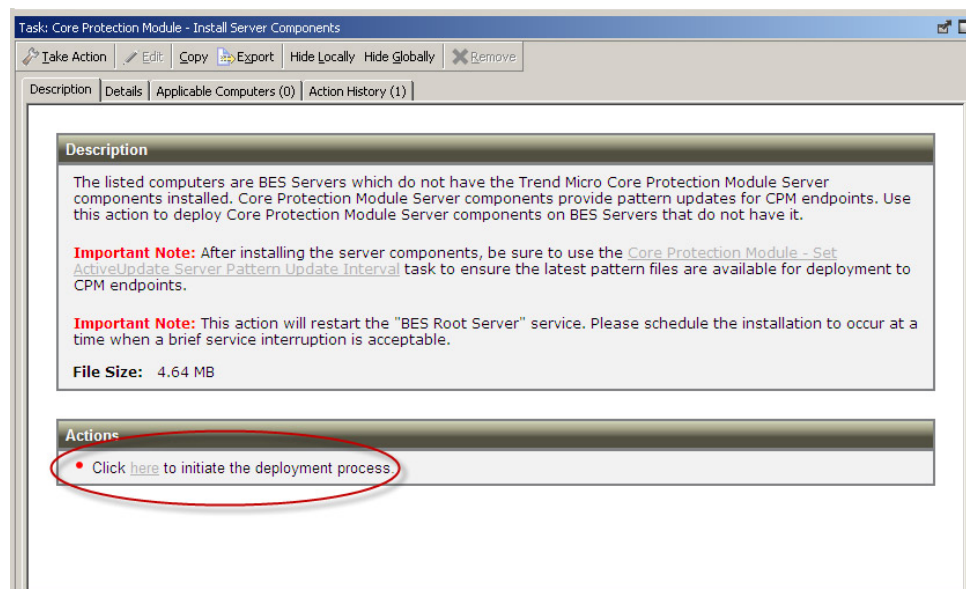 Task: Core Protection Module - Install Server Components
Take Action Edit Copy Export Hide Locally Hide Globally Remove
Description Details Applicable Computers (0) Action History (1)
Description
The listed computers are BES Servers which do not have the Trend Micro Core Protection Module Server
components installed. Core Protection Module Server components provide pattern updates for CPM endpoints. Use
this action to deploy Core Protection Module Server components on BES Servers that do not have it.
Important Note: After installing the server components, be sure to use the Core Protection Module - Set
ActiveUpdate Server Pattern Update Interval task to ensure the latest pattern files are available for deployment to
CPM endpoints.
Important Note: This action will restart the "BES Root Server" service. Please schedule the installation to occur at a
time when a brief service interruption is acceptable.
File Size: 4.64 MB
Actions
• Click here to initiate the deployment process.